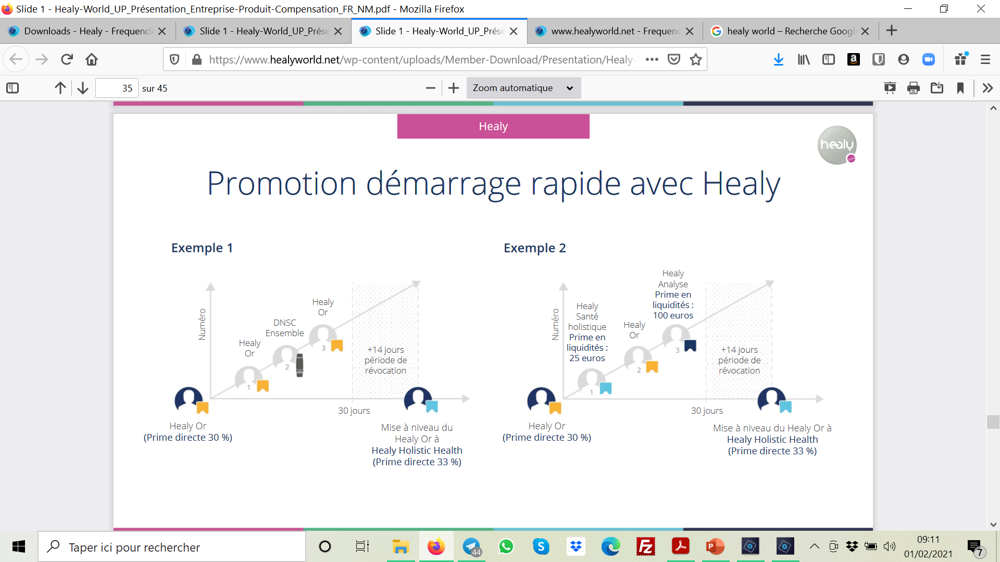 Slide 1 - Healy-World_UP_Présentation_Entreprise-Produit-Compensation_FR_NM.pdf - Mozilla Firefox
Downloads - Healy - Frequenci
Slide 1 - Healy-World_UP_Prése
Slide 1 - Healy-World_UP_Prése
www.healyworld.net - Frequenc
healy world – Recherche Googl
https://www.healyworld.net/wp-content/uploads/Member-Download/Presentation/Healy-
35 sur 45
Zoom automatique
Healy
healy
Promotion démarrage rapide avec Healy
Exemple 1
Numéro
Healy
Or
1
DNSC
Ensemble
2
Healy
Or
3
+14 jours
période de
révocation
30 jours
Healy Or
(Prime directe 30 %)
Mise à niveau du
Healy Or à
Healy Holistic Health
(Prime directe 33 %)
Exemple 2
Numéro
Healy
Santé
holistique
Prime en
liquidités :
25 euros
1
Healy
Or
2
Healy
Analyse
Prime en
liquidités :
100 euros
3
+14 jours
période de
révocation
30 jours
Healy Or
(Prime directe 30 %)
Mise à niveau du Healy Or à
Healy Holistic Health
(Prime directe 33 %)
Taper ici pour rechercher
44
09:11
01/02/2021
7